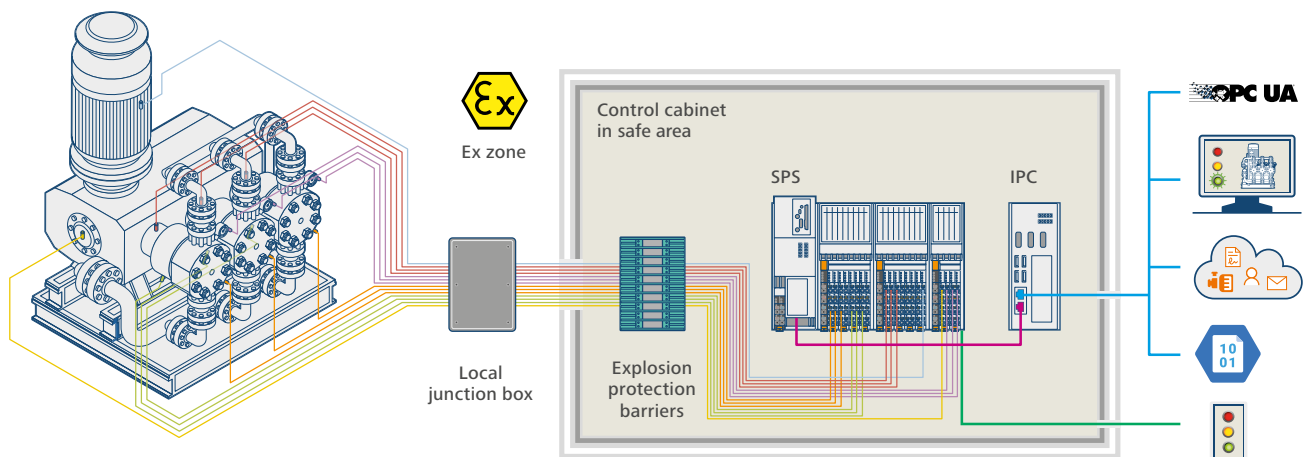 Ex
Ex zone
Control cabinet
in safe area
SPS
IPC
OPC UA
Local
junction box
Explosion
protection
barriers
10
01